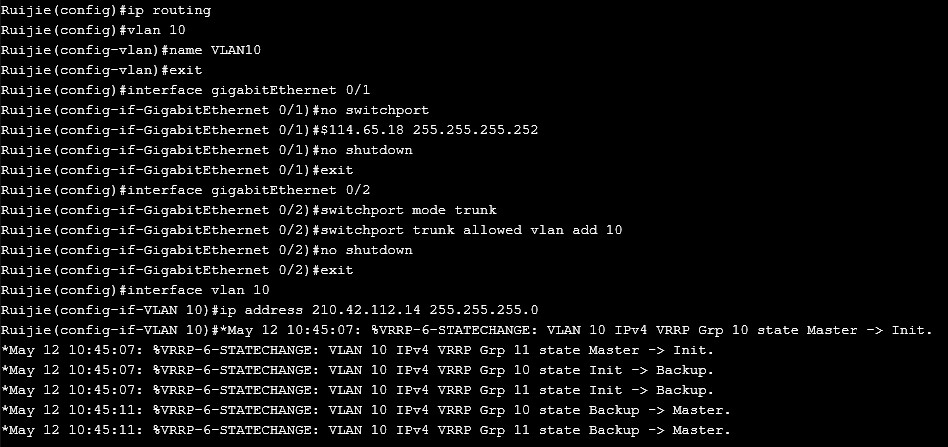 Ruijie(config)#ip routing
Ruijie(config)#vlan 10
Ruijie(config-vlan)#name VLAN10
Ruijie(config-vlan)#exit
Ruijie(config)#interface gigabitEthernet 0/1
Ruijie(config-if-GigabitEthernet 0/1)#no switchport
Ruijie(config-if-GigabitEthernet 0/1)#$114.65.18 255.255.255.252
Ruijie(config-if-GigabitEthernet 0/1)#no shutdown
Ruijie(config-if-GigabitEthernet 0/1)#exit
Ruijie(config)#interface gigabitEthernet 0/2
Ruijie(config-if-GigabitEthernet 0/2)#switchport mode trunk
Ruijie(config-if-GigabitEthernet 0/2)#switchport trunk allowed vlan add 10
Ruijie(config-if-GigabitEthernet 0/2)#no shutdown
Ruijie(config-if-GigabitEthernet 0/2)#exit
Ruijie(config)#interface vlan 10
Ruijie(config-if-VLAN 10)#ip address 210.42.112.14 255.255.255.0
Ruijie(config-if-VLAN 10)#*May 12 10:45:07: %VRRP-6-STATECHANGE: VLAN 10 IPv4 VRRP Grp 10 state Master -> Init.
*May 12 10:45:07: %VRRP-6-STATECHANGE: VLAN 10 IPv4 VRRP Grp 11 state Master -> Init.
*May 12 10:45:07: %VRRP-6-STATECHANGE: VLAN 10 IPv4 VRRP Grp 10 state Init -> Backup.
*May 12 10:45:07: %VRRP-6-STATECHANGE: VLAN 10 IPv4 VRRP Grp 11 state Init -> Backup.
*May 12 10:45:11: %VRRP-6-STATECHANGE: VLAN 10 IPv4 VRRP Grp 10 state Backup -> Master.
*May 12 10:45:11: %VRRP-6-STATECHANGE: VLAN 10 IPv4 VRRP Grp 11 state Backup -> Master.